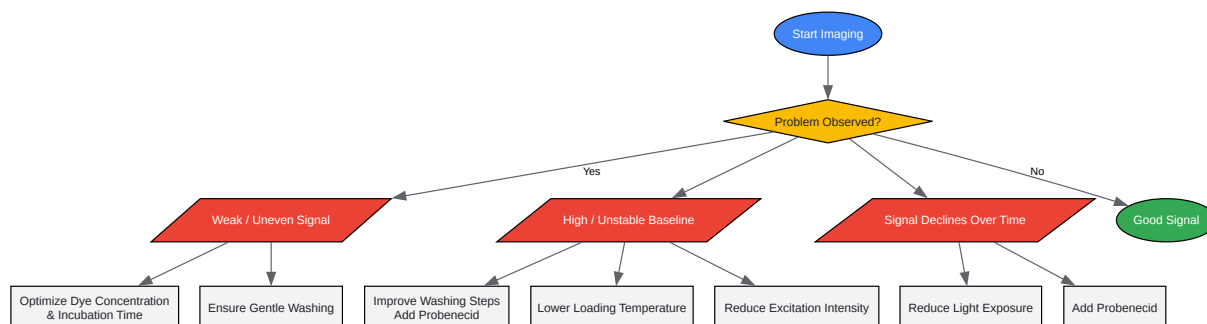 Start Imaging
Problem Observed?
Yes
No
Weak / Uneven Signal
High / Unstable Baseline
Signal Declines Over Time
Good Signal
Optimize Dye Concentration
& Incubation Time
Ensure Gentle Washing
Improve Washing Steps
Add Probenecid
Lower Loading Temperature
Reduce Excitation Intensity
Reduce Light Exposure
Add Probenecid